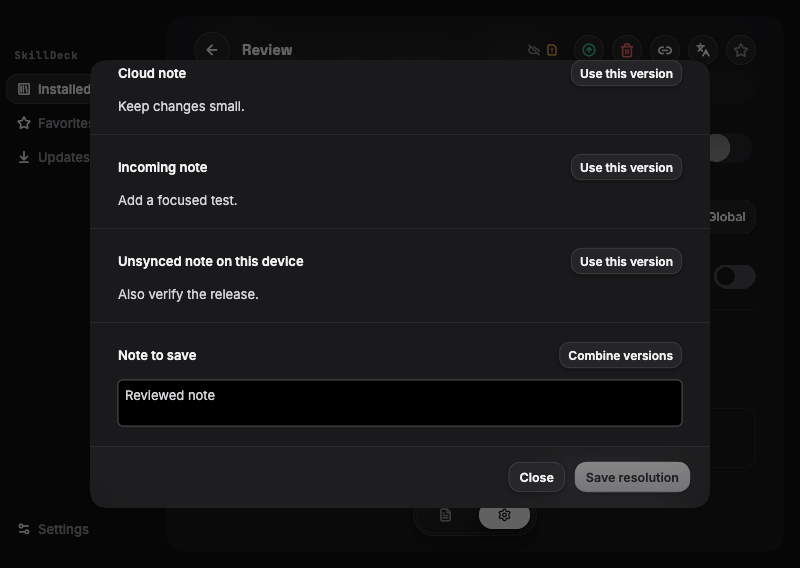 SkillDeck
Review
Installed
Favorites
Updates
Cloud note
Use this version
Keep changes small.
Incoming note
Use this version
Add a focused test.
Global
Unsynced note on this device
Use this version
Also verify the release.
Note to save
Combine versions
Reviewed note
Close
Save resolution
Settings